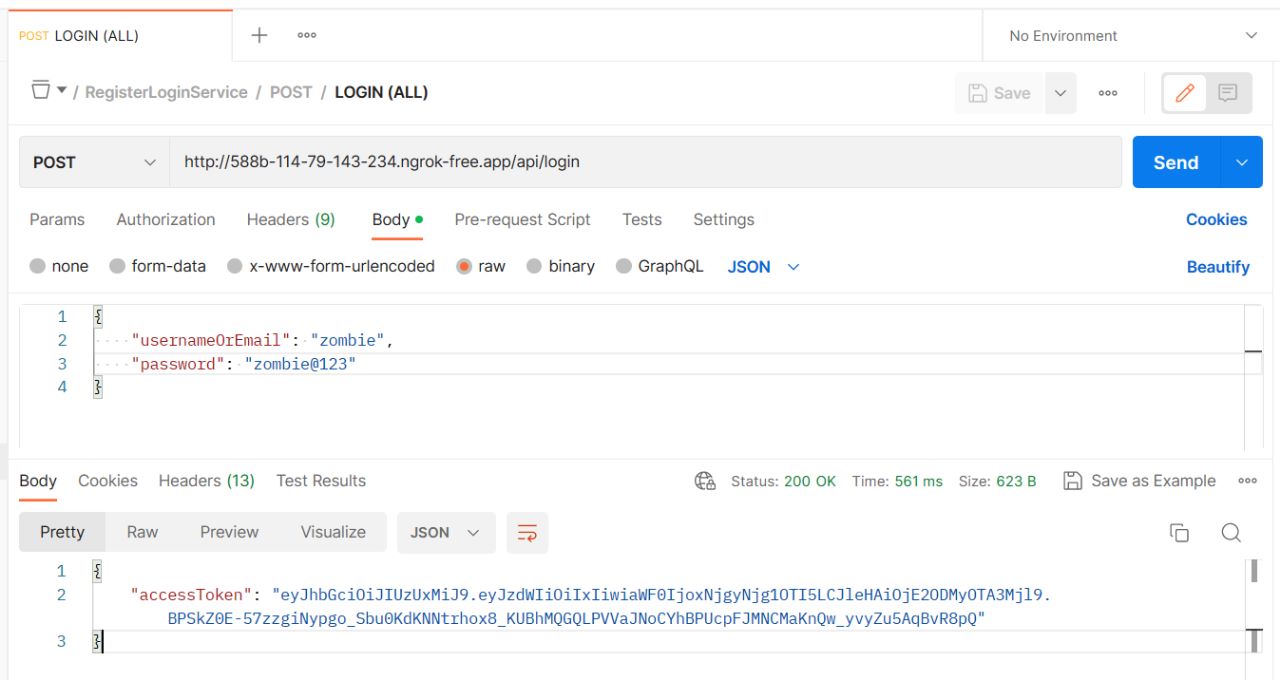 POST LOGIN (ALL)
No Environment
/ RegisterLoginService / POST / LOGIN (ALL)
Save
POST
http://588b-114-79-143-234.ngrok-free.app/api/login
Send
Params Authorization Headers (9) Body Pre-request Script Tests Settings Cookies
none form-data x-www-form-urlencoded raw binary GraphQL JSON Beautify
1 {
2 "usernameOrEmail": "zombie",
3 "password": "zombie@123"
4 }
Body Cookies Headers (13) Test Results Status: 200 OK Time: 561 ms Size: 623 B Save as Example
Pretty Raw Preview Visualize JSON
1 {
2 "accessToken": "eyJhbGciOiJIUzUxMiJ9.eyJzdWIiOiIxIiwiaWF0IjoxNjgyNjg1OTI5LCJleHAiOjE2ODMyOTA3Mjl9.
BPSkZ0E-57zzgiNypgo_Sbu0KdKNNtrhox8_KUBhMQGQLPVVaJNoCYhBPUcpFJMNCMaKnQw_yvyZu5AqBvR8pQ"
3 }